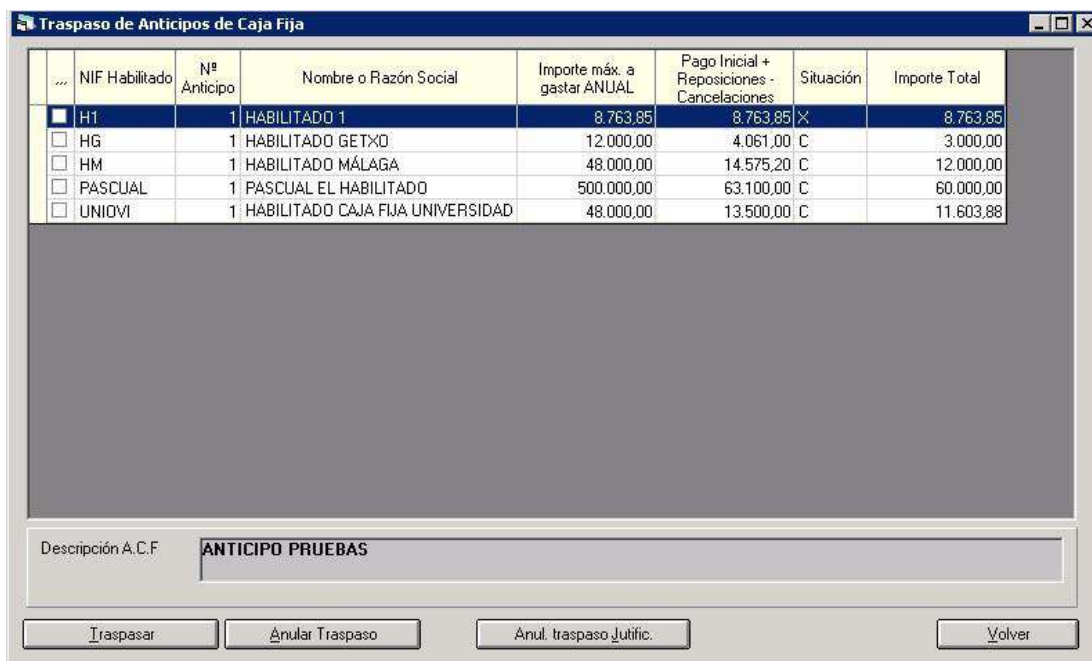 Traspaso de Anticipos de Caja Fija
,,, NIF Habilitado Nº Anticipo Nombre o Razón Social Importe máx. a gastar ANUAL Pago Inicial + Reposiciones - Cancelaciones Situación Importe Total
H1 1 HABILITADO 1 8.763,85 8.763,85 X 8.763,85
HG 1 HABILITADO GETXO 12.000,00 4.061,00 C 3.000,00
HM 1 HABILITADO MÁLAGA 48.000,00 14.575,20 C 12.000,00
PASCUAL 1 PASCUAL EL HABILITADO 500.000,00 63.100,00 C 60.000,00
UNIOVI 1 HABILITADO CAJA FIJA UNIVERSIDAD 48.000,00 13.500,00 C 11.603,88
Descripción A.C.F ANTICIPO PRUEBAS
Traspasar Anular Traspaso Anul. traspaso Jutific. Volver